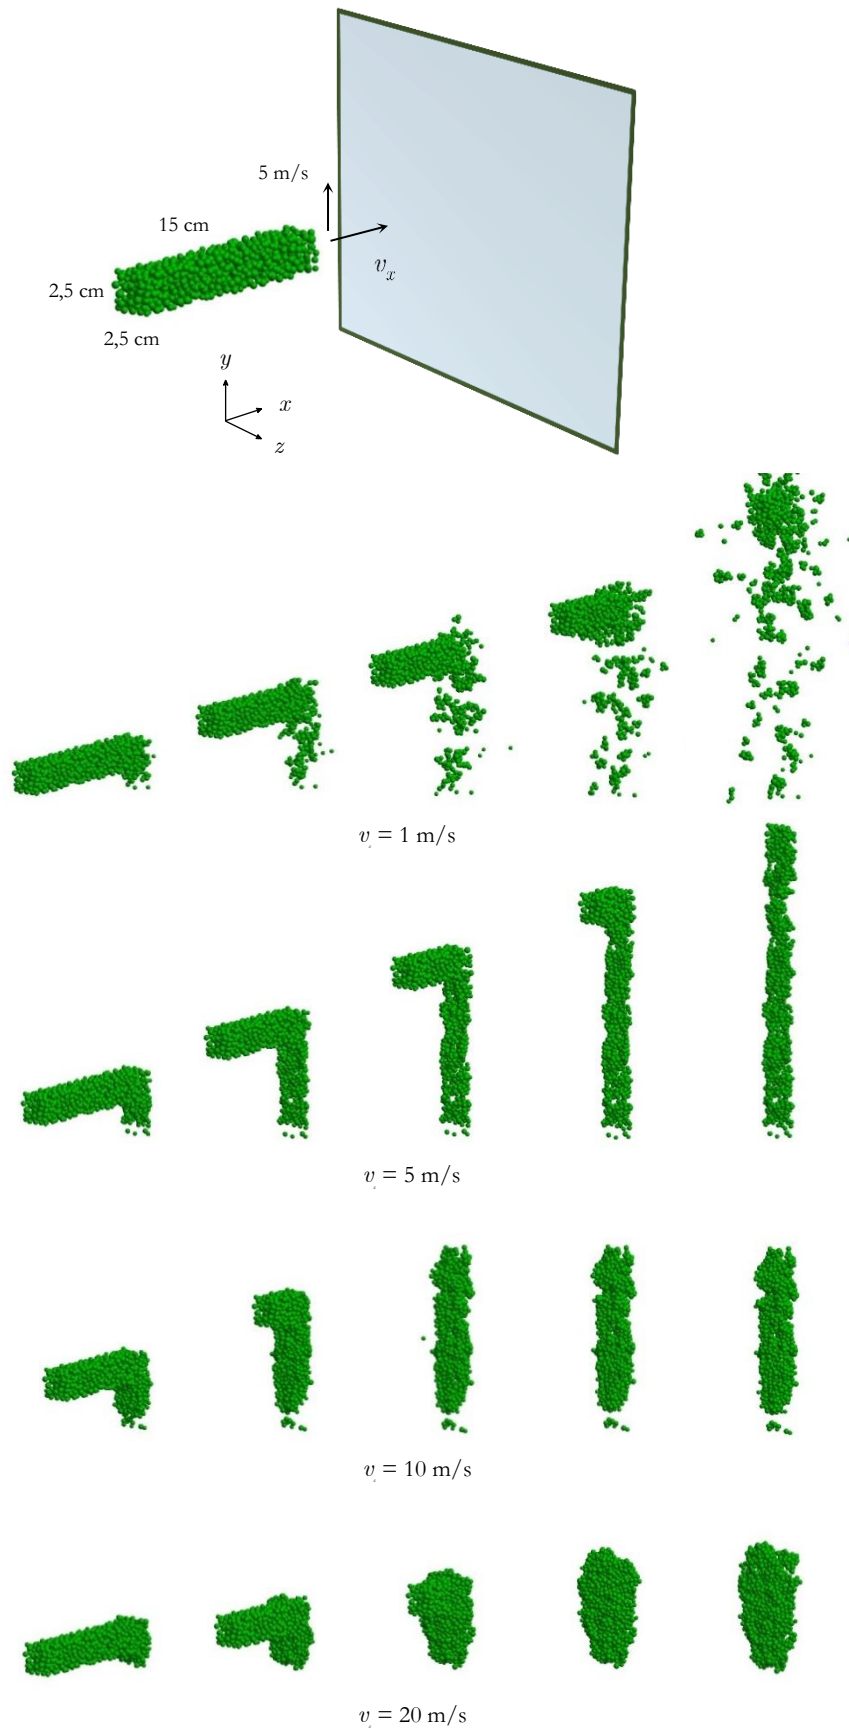 5 m/s
15 cm
v_x
2,5 cm
2,5 cm
y
x
z
v = 1 m/s
v = 5 m/s
v = 10 m/s
v = 20 m/s